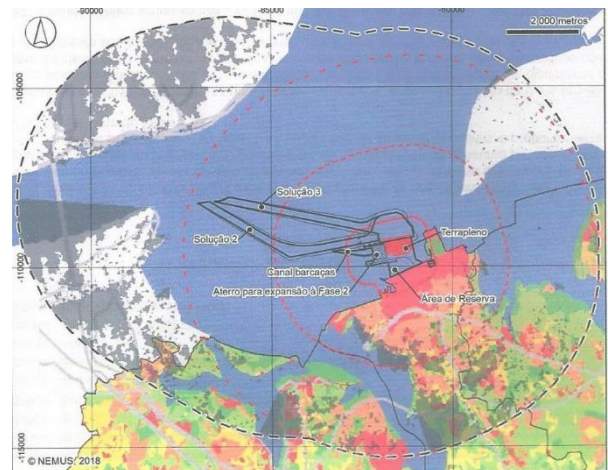 -90000
-85000
-80000
2 000 metros
-105000
Solução 3
Solução 2
Terrapleno
-110000
Canal barcaças
Aterro para expansão à Fase 2
Área de Reserva
-115000
© NEMUS, 2018